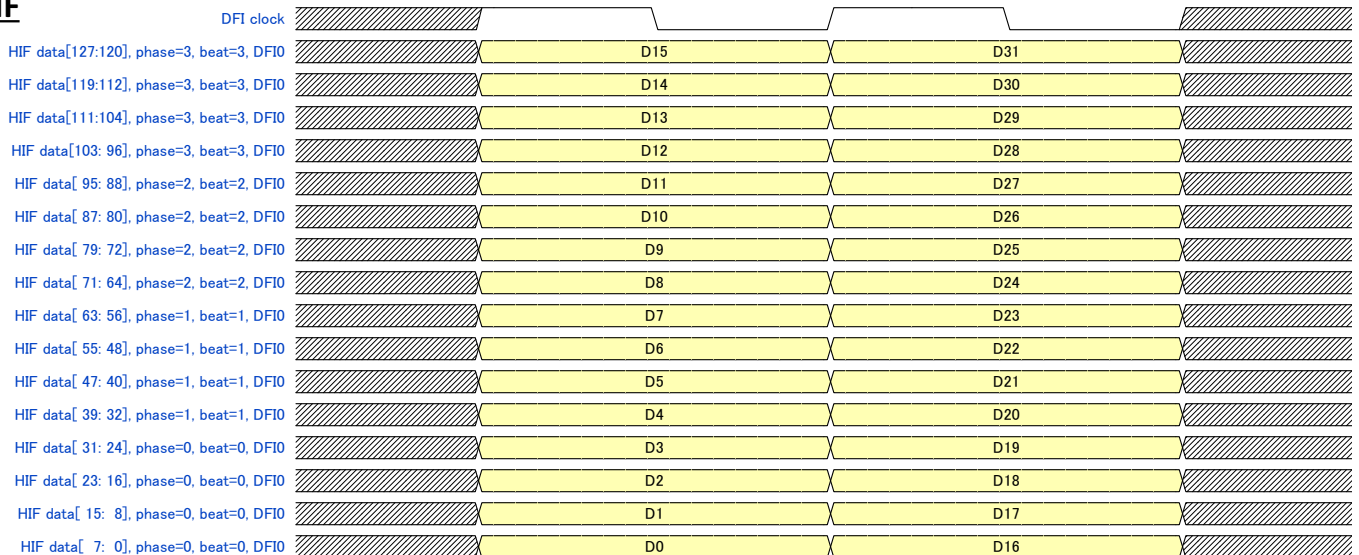 DFI clock
HIF data[127:120], phase=3, beat=3, DFI0 D15 D31
HIF data[119:112], phase=3, beat=3, DFI0 D14 D30
HIF data[111:104], phase=3, beat=3, DFI0 D13 D29
HIF data[103: 96], phase=3, beat=3, DFI0 D12 D28
HIF data[ 95: 88], phase=2, beat=2, DFI0 D11 D27
HIF data[ 87: 80], phase=2, beat=2, DFI0 D10 D26
HIF data[ 79: 72], phase=2, beat=2, DFI0 D9 D25
HIF data[ 71: 64], phase=2, beat=2, DFI0 D8 D24
HIF data[ 63: 56], phase=1, beat=1, DFI0 D7 D23
HIF data[ 55: 48], phase=1, beat=1, DFI0 D6 D22
HIF data[ 47: 40], phase=1, beat=1, DFI0 D5 D21
HIF data[ 39: 32], phase=1, beat=1, DFI0 D4 D20
HIF data[ 31: 24], phase=0, beat=0, DFI0 D3 D19
HIF data[ 23: 16], phase=0, beat=0, DFI0 D2 D18
HIF data[ 15:  8], phase=0, beat=0, DFI0 D1 D17
HIF data[  7:  0], phase=0, beat=0, DFI0 D0 D16